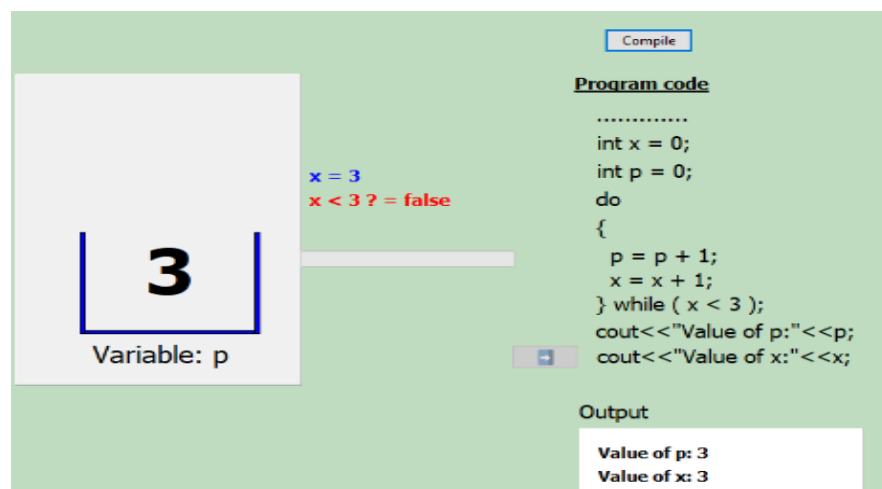 Compile
Program code
.............
int x = 0;
int p = 0;
do
{
p = p + 1;
x = x + 1;
} while ( x < 3 );
cout<<"Value of p:"<<p;
cout<<"Value of x:"<<x;
x = 3
x < 3 ? = false
3
Variable: p
Output
Value of p: 3
Value of x: 3